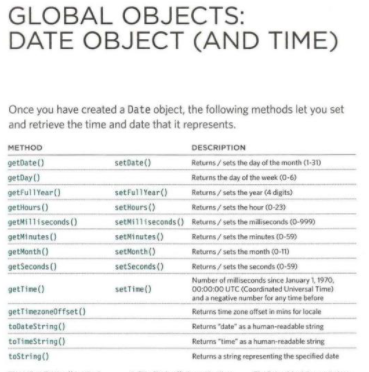 GLOBAL OBJECTS:
DATE OBJECT (AND TIME)
Once you have created a Date object, the following methods let you set
and retrieve the time and date that it represents.
METHOD DESCRIPTION
getDate() setDate() Returns / sets the day of the month (1-31)
getDay() Returns the day of the week (0-6)
getFullYear() setFullYear() Returns / sets the year (4 digits)
getHours() setHours() Returns / sets the hour (0-23)
getMilliseconds() setMilliseconds() Returns / sets the milliseconds (0-999)
getMinutes() setMinutes() Returns / sets the minutes (0-59)
getMonth() setMonth() Returns / sets the month (0-11)
getSeconds() setSeconds() Returns / sets the seconds (0-59)
Number of milliseconds since January 1, 1970,
getTime() setTime() 00:00:00 UTC (Coordinated Universal Time)
and a negative number for any time before
getTimezoneOffset() Returns time zone offset in mins for locale
toDateString() Returns "date" as a human-readable string
toTimeString() Returns "time" as a human-readable string
toString() Returns a string representing the specified date